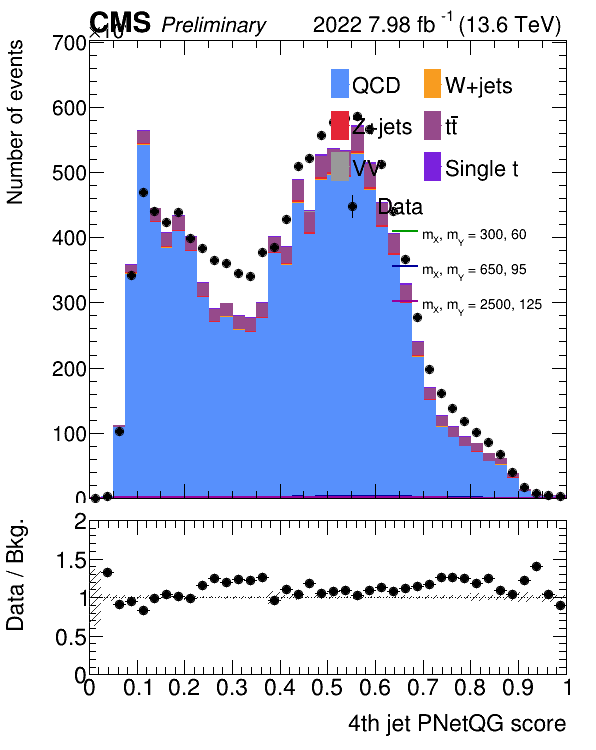 CMS Preliminary 2022 7.98 fb -1 (13.6 TeV)
Number of events
700
600
500
400
300
200
100
0
QCD
W+jets
Z+jets
tt̄
VV
Single t
Data
mX, mY = 300, 60
mX, mY = 650, 95
mX, mY = 2500, 125
Data / Bkg.
2
1.5
1
0.5
0
0 0.1 0.2 0.3 0.4 0.5 0.6 0.7 0.8 0.9 1
4th jet PNetQG score